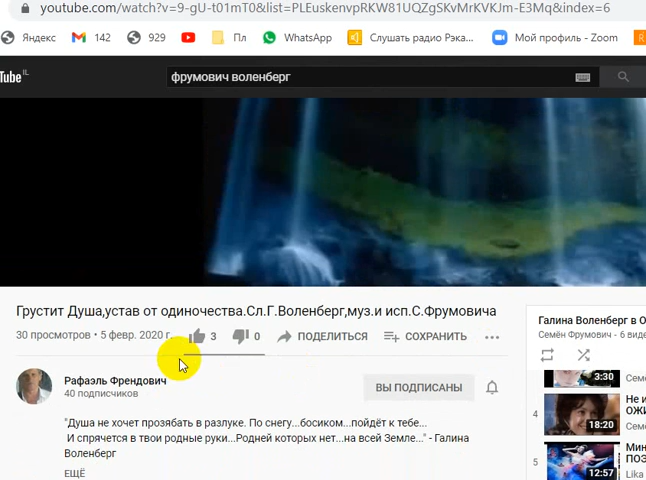 youtube.com/watch?v=9-gU-t01mT0&list=PLEuskenvpRKW81UQZgSKvMrKVKJm-E3Mq&index=6
Яндекс 142 929 Пл WhatsApp Слушать радио Рэка... Мой профиль - Zoom
Tube IL фрумович воленберг
Грустит Душа,устав от одиночества.Сл.Г.Воленберг,муз.и исп.С.Фрумовича
30 просмотров • 5 февр. 2020 г. 3 0 ПОДЕЛИТЬСЯ СОХРАНИТЬ ...
Рафаэль Френдович
40 подписчиков
ВЫ ПОДПИСАНЫ
"Душа не хочет прозябать в разлуке. По снегу...босиком...пойдёт к тебе...
И спрячется в твои родные руки...Родней которых нет...на всей Земле..." - Галина
Воленберг
ЕЩЁ
Галина Воленберг в О
Семён Фрумович - 6 виде
3:30
Сем
4
18:20
Не и
ОЖИ
Сем
5
12:57
Мин
ПОЗ
Lika